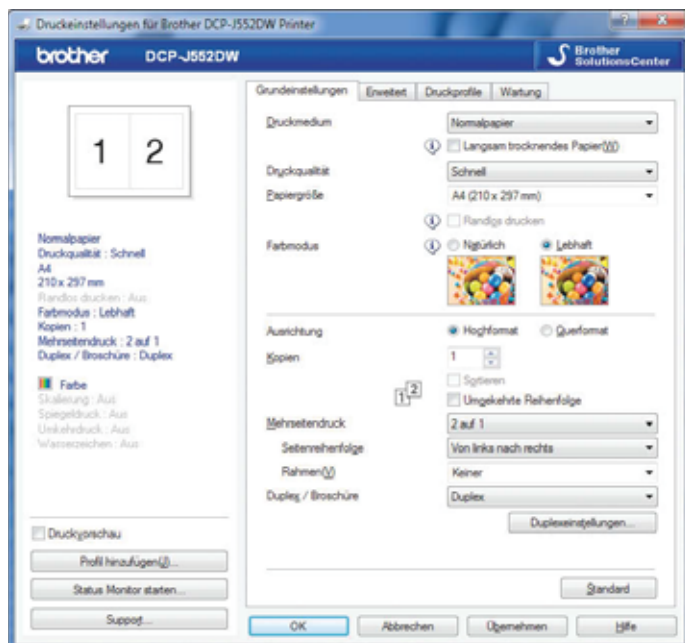 Druckeinstellungen für Brother DCP-J552DW Printer
brother DCP-J552DW
Brother
SolutionsCenter
Grundeinstellungen Erweitert Druckprofile Wartung
1 2
Druckmedium Normalpapier
Langsam trocknendes Papier(W)
Druckqualität Schnell
Papiergröße A4 (210 x 297 mm)
Randlos drucken
Farbmodus Natürlich Lebhaft
Normalpapier
Druckqualität : Schnell
A4
210 x 297 mm
Randlos drucken : Aus
Farbmodus : Lebhaft
Kopien : 1
Mehrseitendruck : 2 auf 1
Duplex / Broschüre : Duplex
Farbe
Skalierung : Aus
Spiegeldruck : Aus
Umkehrdruck : Aus
Wasserzeichen : Aus
Ausrichtung Hochformat Querformat
Kopien 1
Sortieren
1 2
Umgekehrte Reihenfolge
Mehrseitendruck 2 auf 1
Seitenreihenfolge Von links nach rechts
Rahmen(V) Keiner
Duplex / Broschüre Duplex
Duplexeinstellungen...
Druckvorschau
Profil hinzufügen(J)...
Status Monitor starten...
Support...
Standard
OK Abbrechen Übernehmen Hilfe